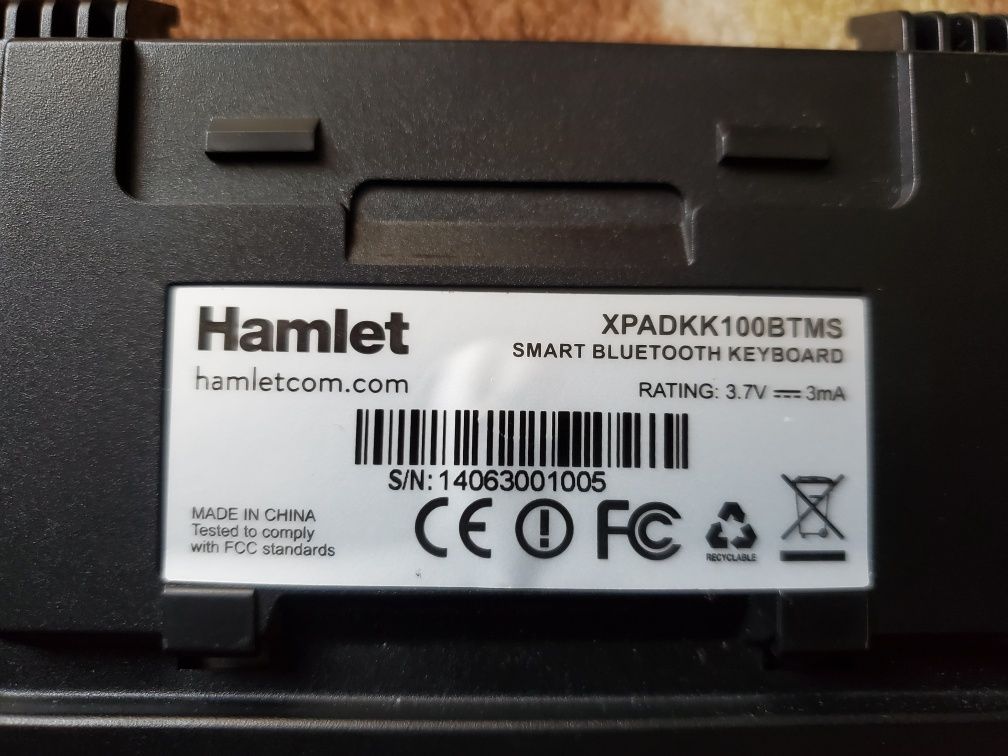 Hamlet
hamletcom.com
XPADKK100BTMS
SMART BLUETOOTH KEYBOARD
RATING: 3.7V ⎓ 3mA
S/N: 14063001005
MADE IN CHINA
Tested to comply
with FCC standards
CE
FC
RECYCLABLE